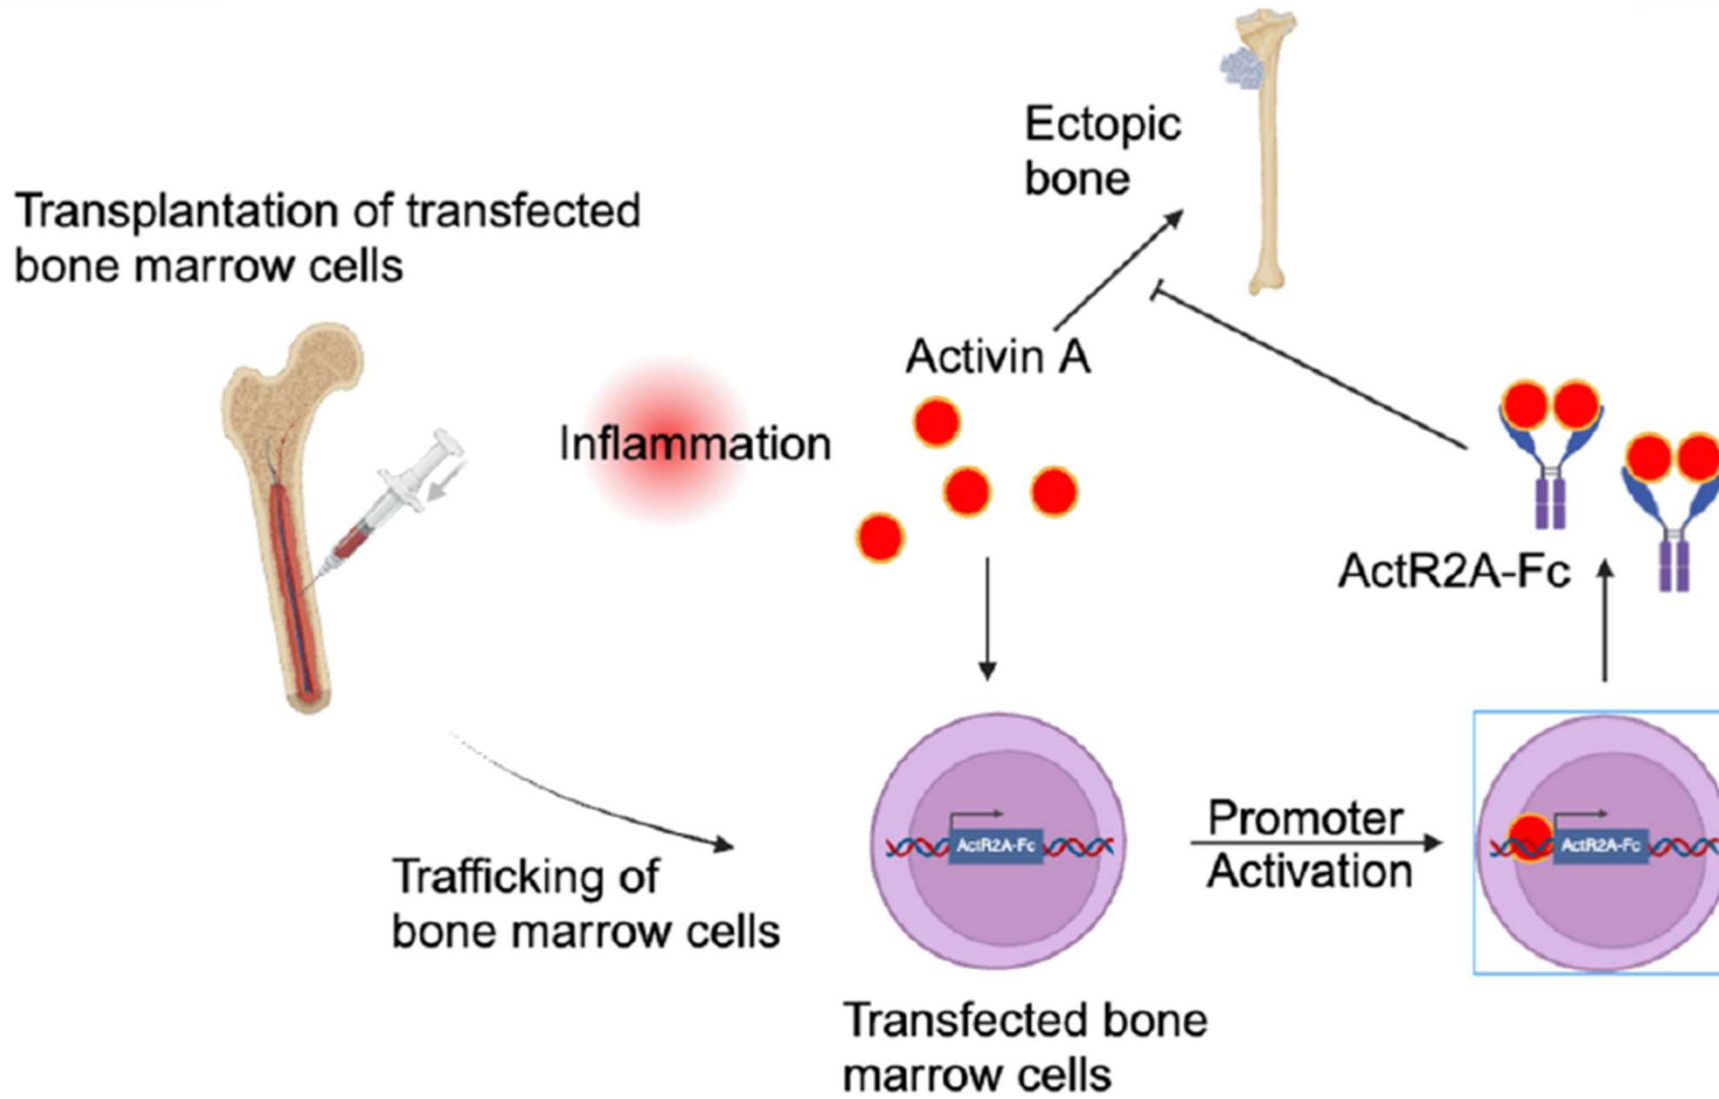 Ectopic
bone
Transplantation of transfected
bone marrow cells
Activin A
Inflammation
ActR2A-Fc
Promoter
Activation
ActR2A-Fc
ActR2A-Fc
Trafficking of
bone marrow cells
Transfected bone
marrow cells